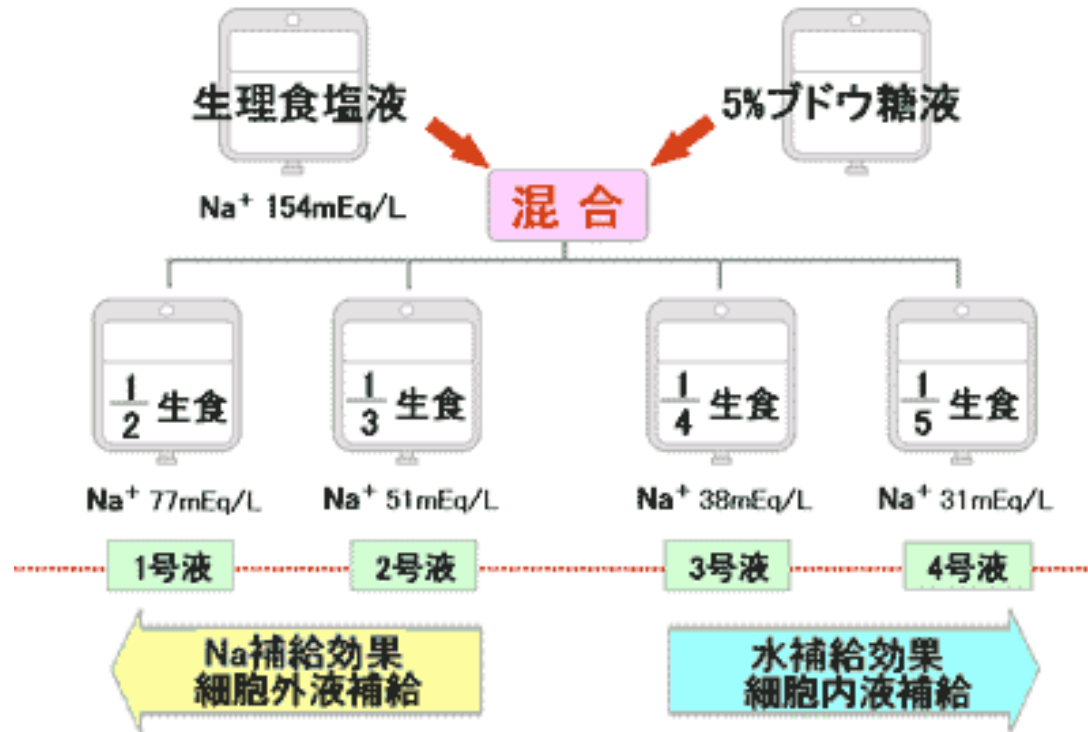 生理食塩液
5%ブドウ糖液
Na⁺ 154mEq/L
混合
1/2 生食
1/3 生食
1/4 生食
1/5 生食
Na⁺ 77mEq/L
Na⁺ 51mEq/L
Na⁺ 38mEq/L
Na⁺ 31mEq/L
1号液
2号液
3号液
4号液
Na補給効果
細胞外液補給
水補給効果
細胞内液補給